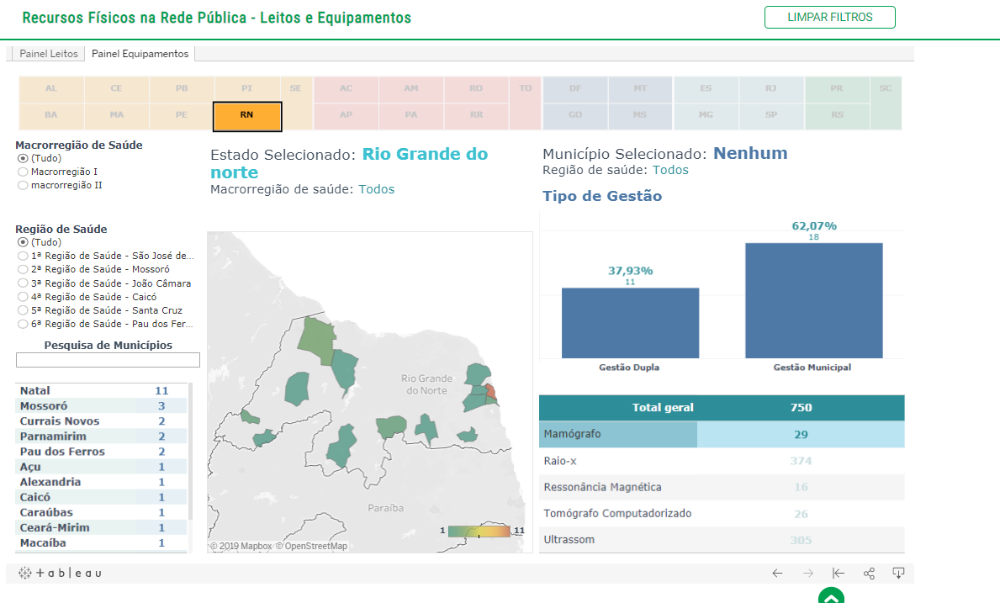 Recursos Físicos na Rede Pública - Leitos e Equipamentos
LIMPAR FILTROS
Painel Leitos
Painel Equipamentos
AL CE PB PI SE AC AM RO TO DF MT ES RJ PR SC
BA MA PE RN AP PA RR GO MS MG SP RS
Macrorregião de Saúde
(Tudo)
Macrorregião I
macrorregião II
Estado Selecionado: Rio Grande do
norte
Macrorregião de saúde: Todos
Município Selecionado: Nenhum
Região de saúde: Todos
Tipo de Gestão
Região de Saúde
(Tudo)
1ª Região de Saúde - São José de...
2ª Região de Saúde - Mossoró
3ª Região de Saúde - João Câmara
4ª Região de Saúde - Caicó
5ª Região de Saúde - Santa Cruz
6ª Região de Saúde - Pau dos Fer...
Pesquisa de Municípios
Natal 11
Mossoró 3
Currais Novos 2
Parnamirim 2
Pau dos Ferros 2
Açu 1
Alexandria 1
Caicó 1
Caraúbas 1
Ceará-Mirim 1
Macaíba 1
Rio Grande
do Norte
Paraíba
1 11
© 2019 Mapbox © OpenStreetMap
62,07%
18
37,93%
11
Gestão Dupla
Gestão Municipal
Total geral 750
Mamógrafo 29
Raio-x 374
Ressonância Magnética 16
Tomógrafo Computadorizado 26
Ultrassom 305
+ a b l e a u